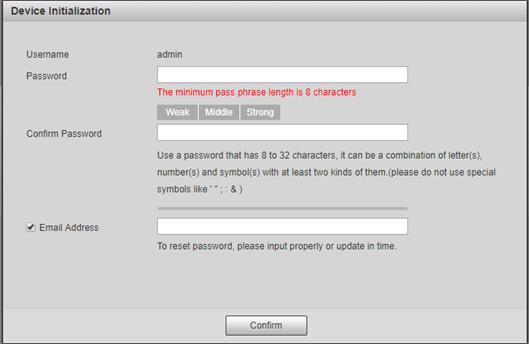 Device Initialization
Username admin
Password
The minimum pass phrase length is 8 characters
Weak Middle Strong
Confirm Password
Use a password that has 8 to 32 characters, it can be a combination of letter(s),
number(s) and symbol(s) with at least two kinds of them.(please do not use special
symbols like ' " ; : & )
Email Address
To reset password, please input properly or update in time.
Confirm